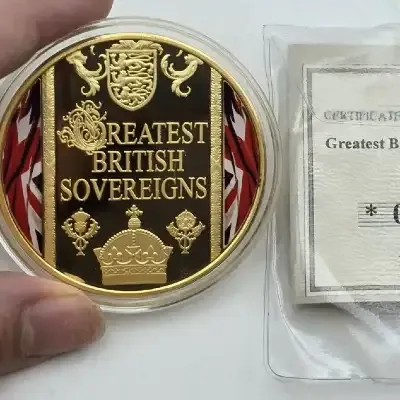 GREATEST
BRITISH
SOVEREIGNS
CERTIFICATE
Greatest B
*